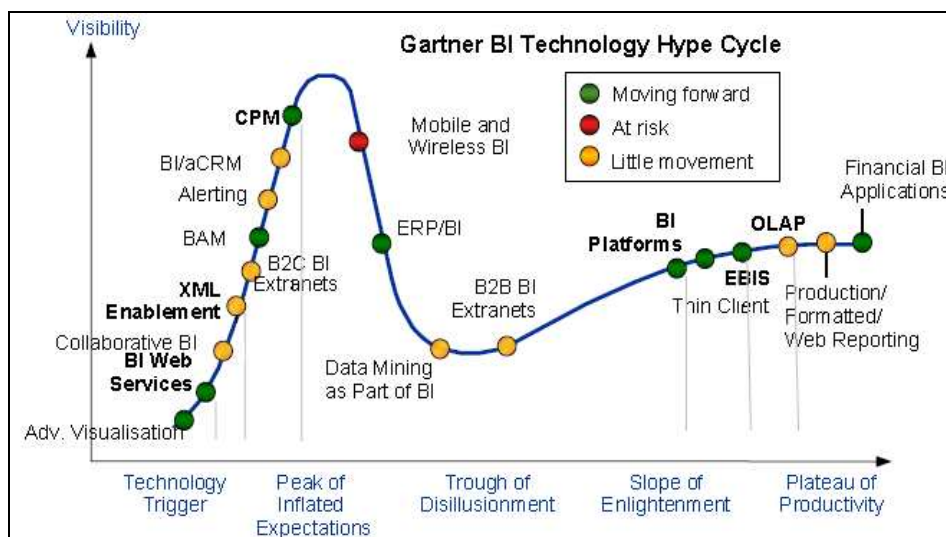 Visibility
Gartner BI Technology Hype Cycle
Moving forward
At risk
Little movement
CPM
Mobile and
Wireless BI
BI/aCRM
Alerting
Financial BI
Applications
BAM
ERP/BI
BI
Platforms
OLAP
B2C BI
Extranets
EBIS
XML
Enablement
B2B BI
Extranets
Thin Client
Production/
Formatted/
Web Reporting
Collaborative BI
BI Web
Services
Data Mining
as Part of BI
Adv. Visualisation
Technology
Trigger
Peak of
Inflated
Expectations
Trough of
Disillusionment
Slope of
Enlightenment
Plateau of
Productivity